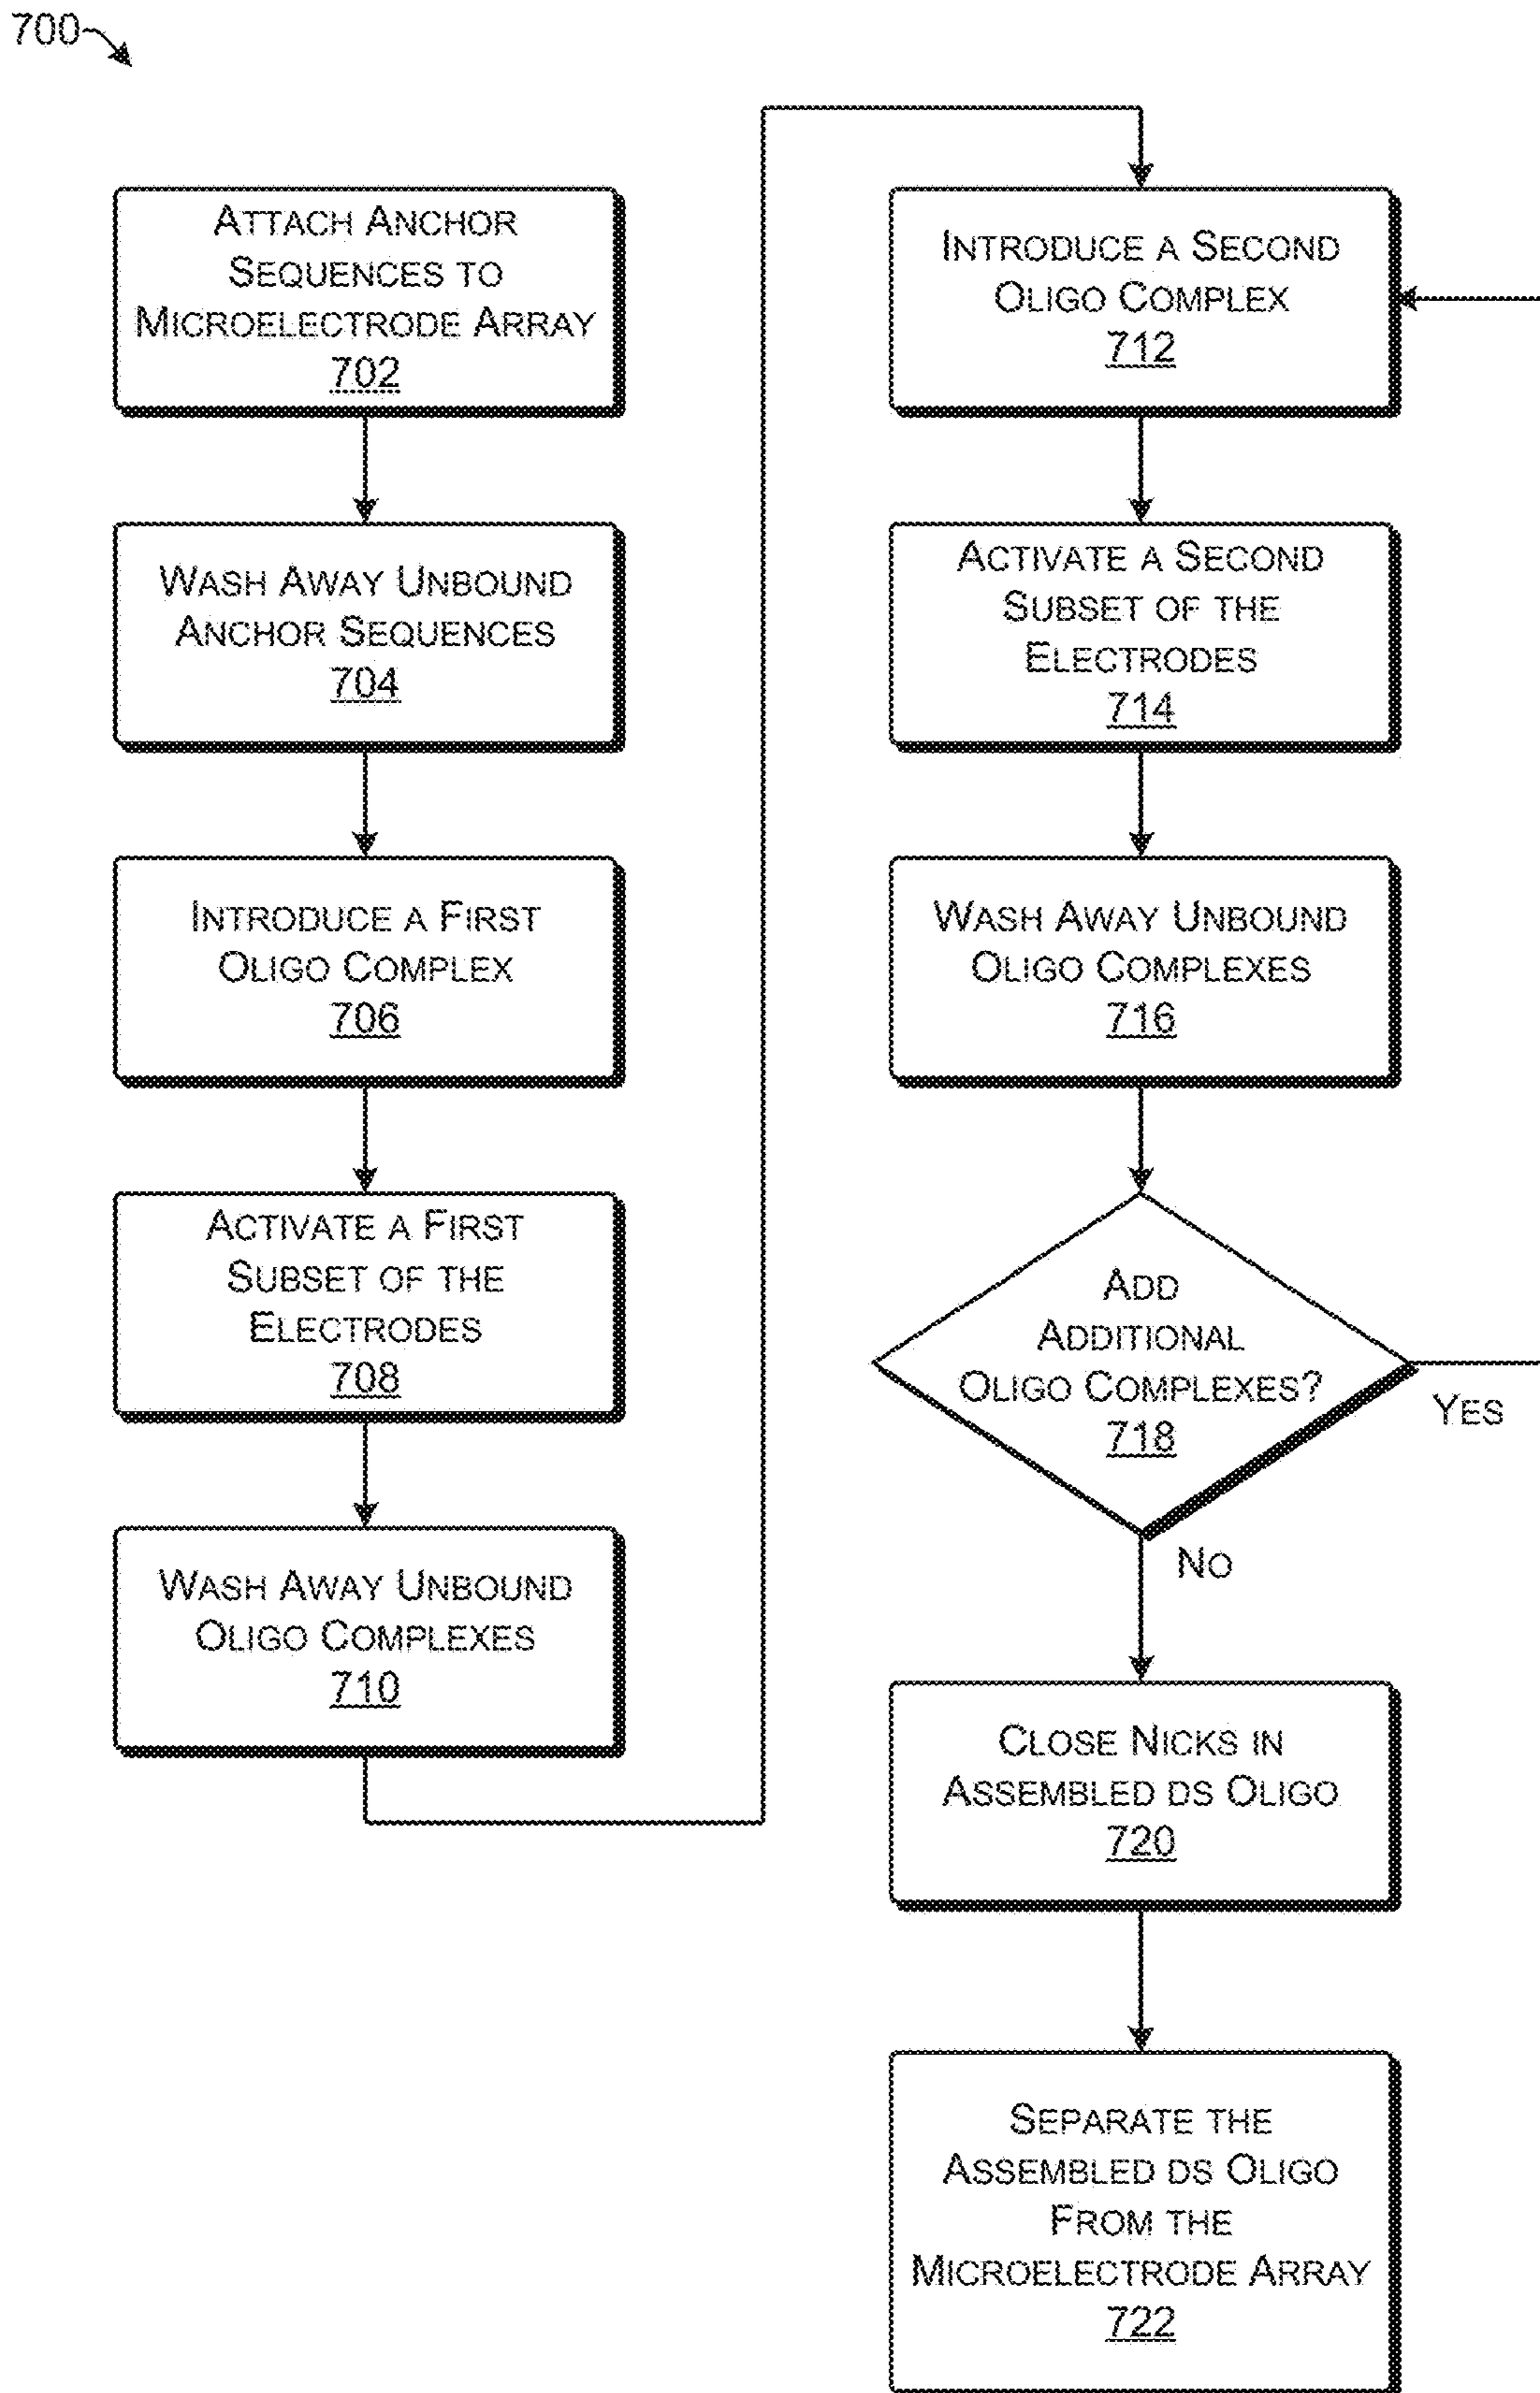 700
ATTACH ANCHOR
SEQUENCES TO
MICROELECTRODE ARRAY
702
WASH AWAY UNBOUND
ANCHOR SEQUENCES
704
INTRODUCE A FIRST
OLIGO COMPLEX
706
ACTIVATE A FIRST
SUBSET OF THE
ELECTRODES
708
WASH AWAY UNBOUND
OLIGO COMPLEXES
710
INTRODUCE A SECOND
OLIGO COMPLEX
712
ACTIVATE A SECOND
SUBSET OF THE
ELECTRODES
714
WASH AWAY UNBOUND
OLIGO COMPLEXES
716
ADD
ADDITIONAL
OLIGO COMPLEXES?
718
YES
NO
CLOSE NICKS IN
ASSEMBLED DS OLIGO
720
SEPARATE THE
ASSEMBLED DS OLIGO
FROM THE
MICROELECTRODE ARRAY
722